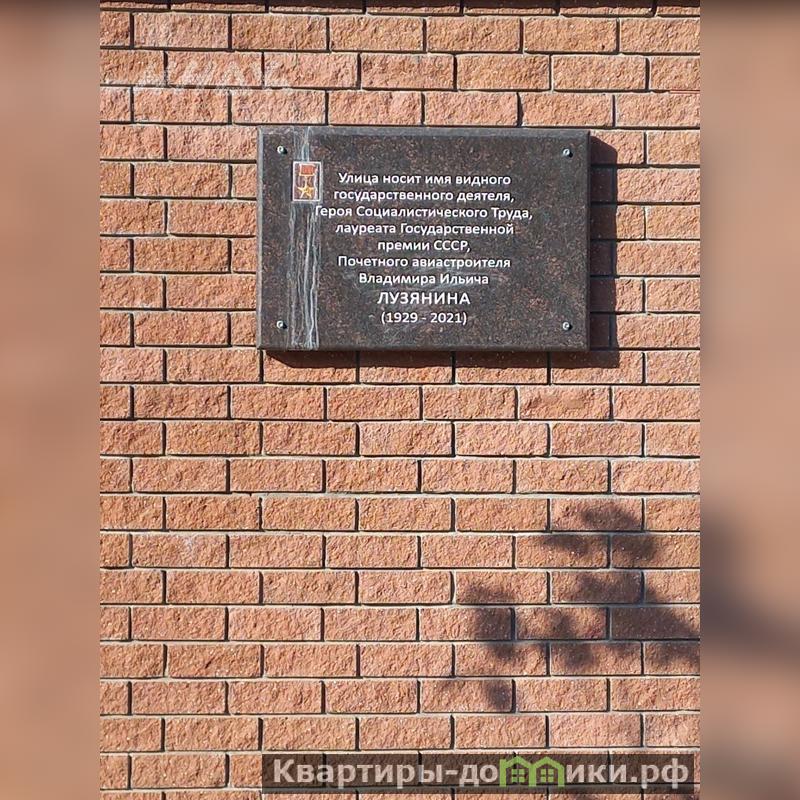 Улица носит имя видного
государственного деятеля,
Героя Социалистического Труда,
лауреата Государственной
премии СССР,
Почетного авиастроителя
Владимира Ильича
ЛУЗЯНИНА
(1929 - 2021)
Квартиры-домики.рф